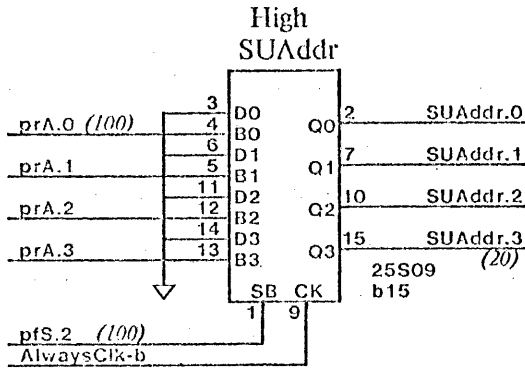 High
SUAddr
3 D0
prA.0 (100) 4 B0 Q0 2 SUAddr.0
6 D1
prA.1 5 B1 Q1 7 SUAddr.1
11 D2
prA.2 12 B2 Q2 10 SUAddr.2
14 D3
prA.3 13 B3 Q3 15 SUAddr.3
(20)
25S09
SB CK b15
1 9
pfS.2 (100)
AlwaysClk-b